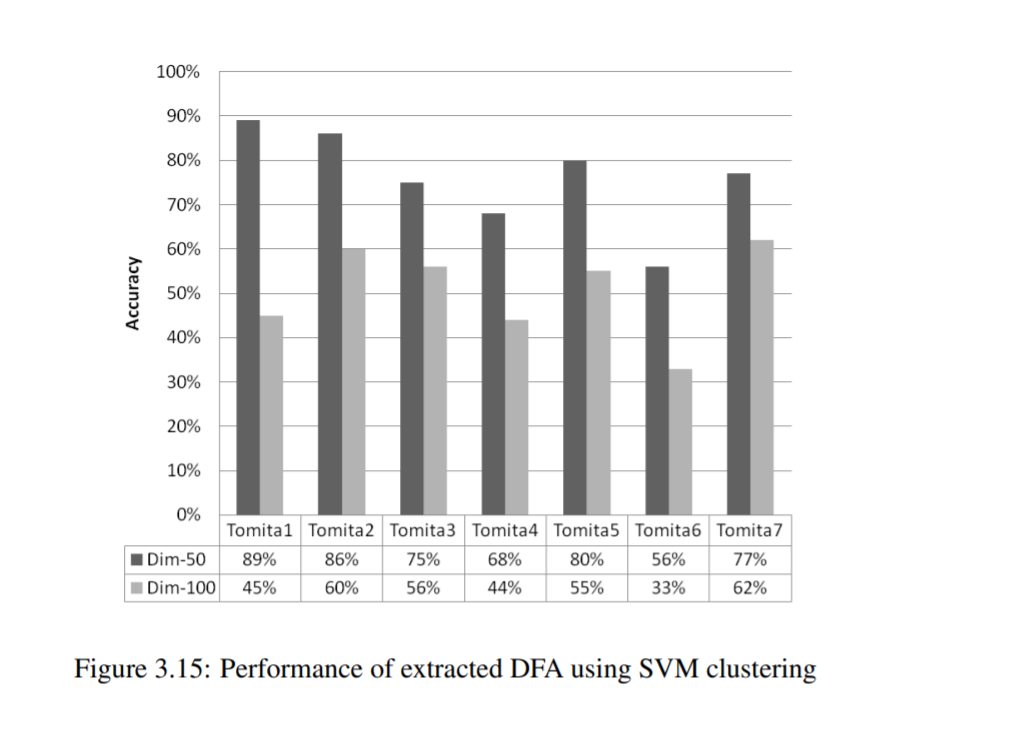 100%
90%
80%
70%
60%
50%
40%
30%
20%
10%
0%
Accuracy
Tomita1 Tomita2 Tomita3 Tomita4 Tomita5 Tomita6 Tomita7
Dim-50 89% 86% 75% 68% 80% 56% 77%
Dim-100 45% 60% 56% 44% 55% 33% 62%
Figure 3.15: Performance of extracted DFA using SVM clustering